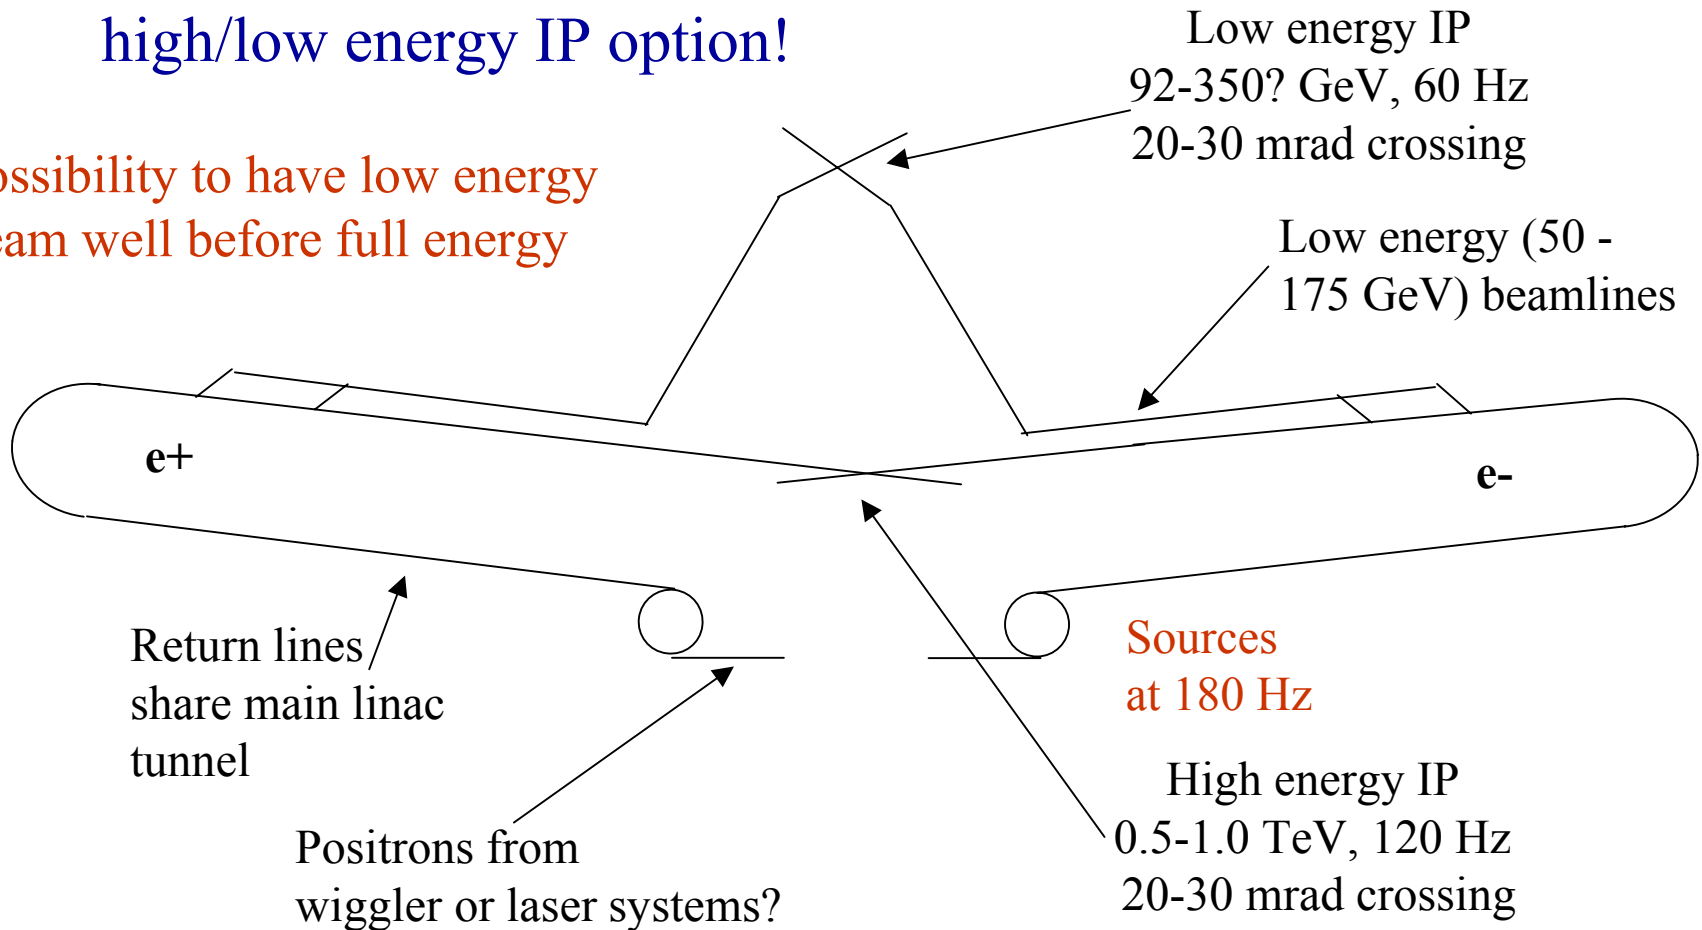 high/low energy IP option!
ossibility to have low energy
eam well before full energy
Low energy IP
92-350? GeV, 60 Hz
20-30 mrad crossing
Low energy (50 -
175 GeV) beamlines
e+
e-
Return lines
share main linac
tunnel
Sources
at 180 Hz
Positrons from
wiggler or laser systems?
High energy IP
0.5-1.0 TeV, 120 Hz
20-30 mrad crossing